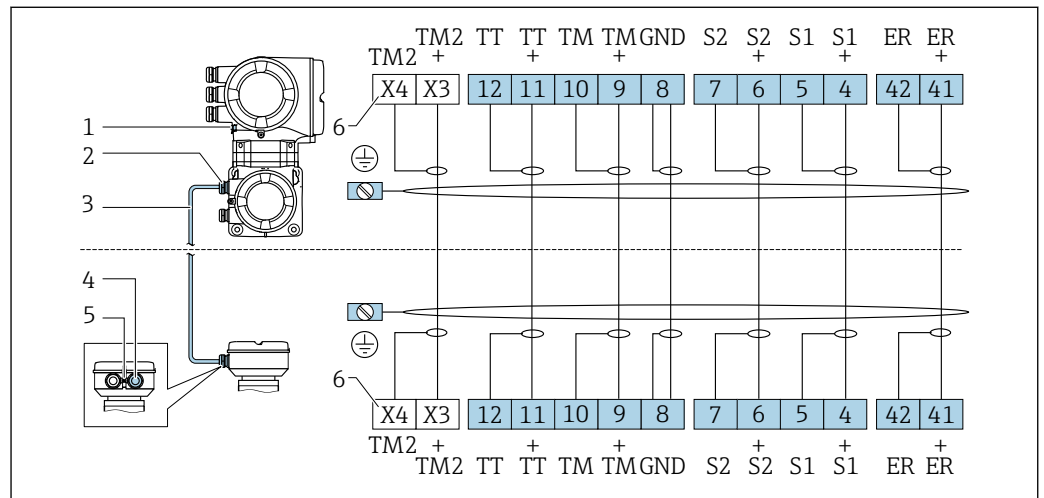 TM2 TT TT TM TM GND S2 S2 S1 S1 ER ER
TM2 + + + + + +
X4 X3 12 11 10 9 8 7 6 5 4 42 41
6
1
2
3
4
5
6
X4 X3 12 11 10 9 8 7 6 5 4 42 41
TM2 + + + + + +
TM2 TT TT TM TM GND S2 S2 S1 S1 ER ER